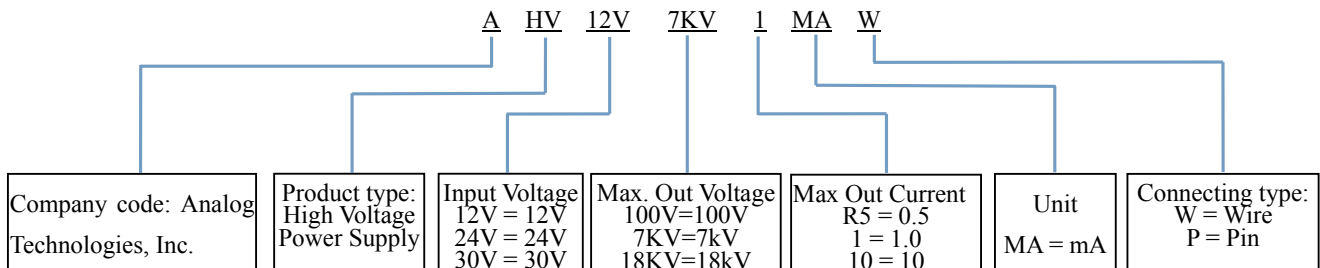 A HV 12V 7KV 1 MA W
Company code: Analog
Technologies, Inc.
Product type:
High Voltage
Power Supply
Input Voltage
12V = 12V
24V = 24V
30V = 30V
Max. Out Voltage
100V=100V
7KV=7kV
18KV=18kV
Max Out Current
R5 = 0.5
1 = 1.0
10 = 10
Unit
MA = mA
Connecting type:
W = Wire
P = Pin